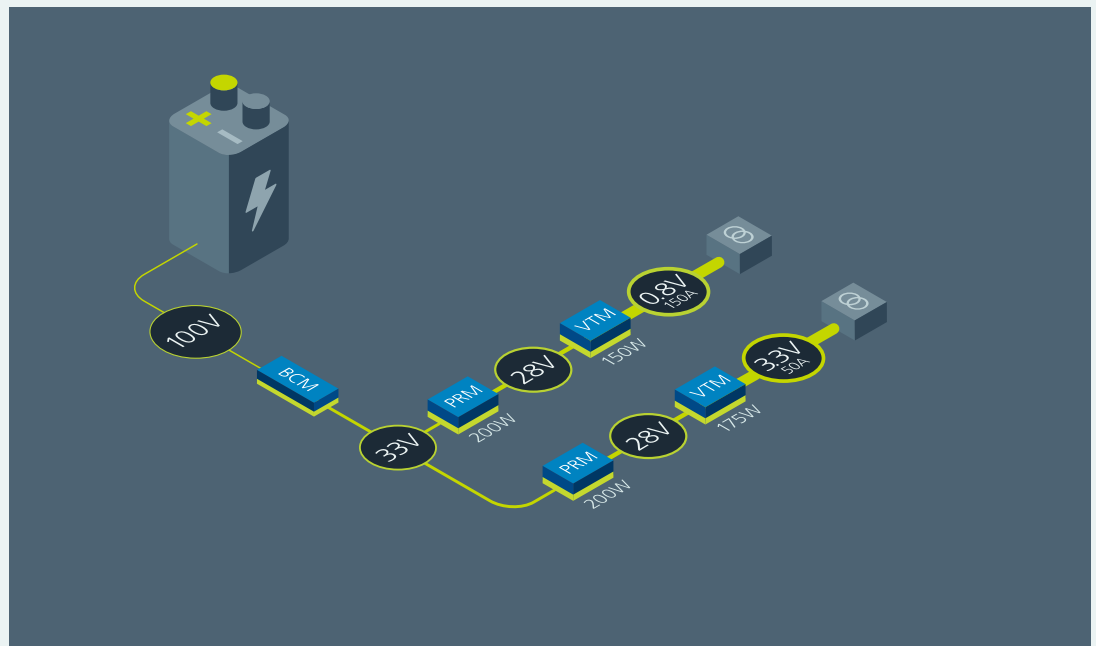 100V
BCM
33V
PRM
200W
28V
VTM
150W
0.8V
150A
PRM
200W
28V
VTM
175W
3.3V
50A